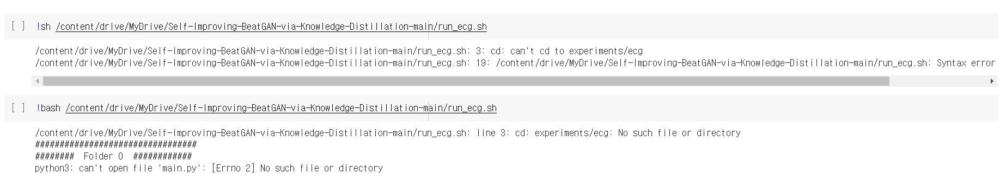 [ ] !sh /content/drive/MyDrive/Self-Improving-BeatGAN-via-Knowledge-Distillation-main/run_ecg.sh
/content/drive/MyDrive/Self-Improving-BeatGAN-via-Knowledge-Distillation-main/run_ecg.sh: 3: cd: can't cd to experiments/ecg
/content/drive/MyDrive/Self-Improving-BeatGAN-via-Knowledge-Distillation-main/run_ecg.sh: 19: /content/drive/MyDrive/Self-Improving-BeatGAN-via-Knowledge-Distillation-main/run_ecg.sh: Syntax error
[ ] !bash /content/drive/MyDrive/Self-Improving-BeatGAN-via-Knowledge-Distillation-main/run_ecg.sh
/content/drive/MyDrive/Self-Improving-BeatGAN-via-Knowledge-Distillation-main/run_ecg.sh: line 3: cd: experiments/ecg: No such file or directory
#################################
######## Folder 0 ############
python3: can't open file 'main.py': [Errno 2] No such file or directory